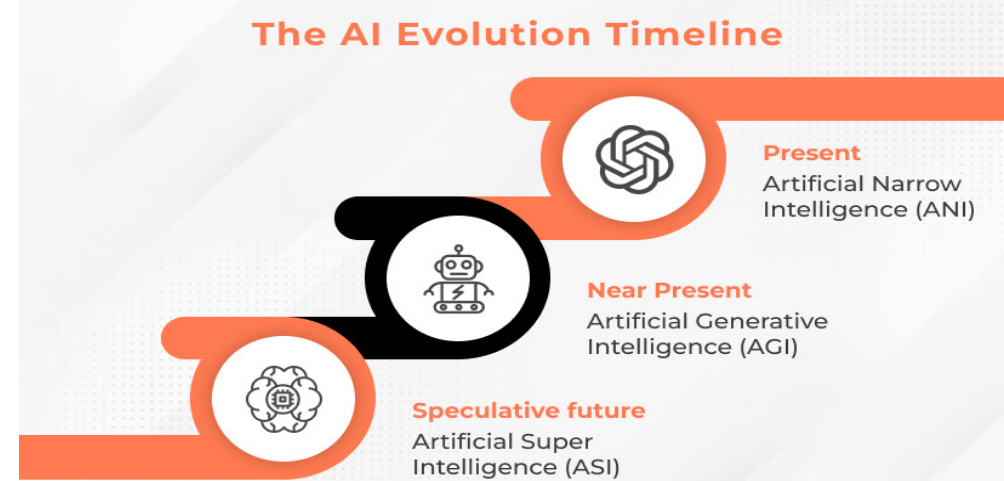 The AI Evolution Timeline
Present
Artificial Narrow
Intelligence (ANI)
Near Present
Artificial Generative
Intelligence (AGI)
Speculative future
Artificial Super
Intelligence (ASI)